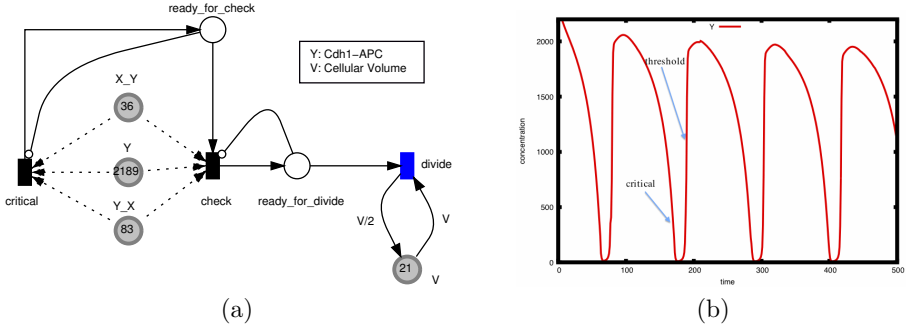 ready_for_check
Y: Cdh1-APC
V: Cellular Volume
X_Y
36
Y
2189
Y_X
83
critical
check
ready_for_divide
divide
V/2
V
21
V
(a)
Y
2000
1500
1000
500
0
concentration
threshold
critical
0
100
200
300
400
500
time
(b)